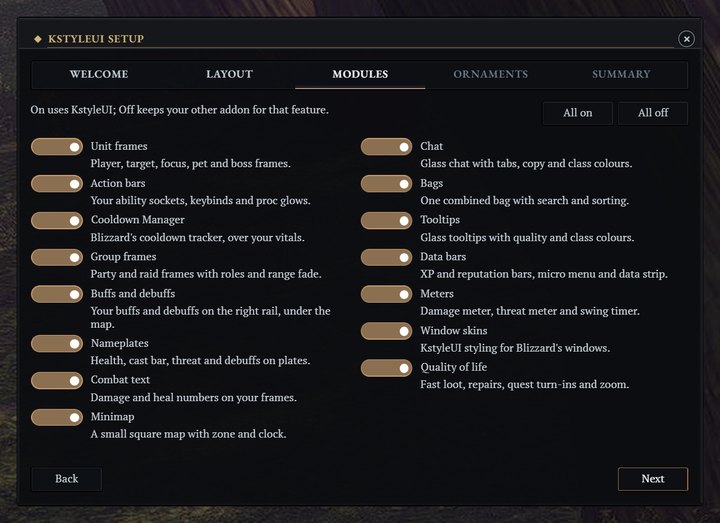 KSTYLEUI SETUP
WELCOME
LAYOUT
MODULES
ORNAMENTS
SUMMARY
On uses KstyleUI; Off keeps your other addon for that feature.
All on
All off
Unit frames
Player, target, focus, pet and boss frames.
Action bars
Your ability sockets, keybinds and proc glows.
Cooldown Manager
Blizzard's cooldown tracker, over your vitals.
Group frames
Party and raid frames with roles and range fade.
Buffs and debuffs
Your buffs and debuffs on the right rail, under the
map.
Nameplates
Health, cast bar, threat and debuffs on plates.
Combat text
Damage and heal numbers on your frames.
Minimap
A small square map with zone and clock.
Chat
Glass chat with tabs, copy and class colours.
Bags
One combined bag with search and sorting.
Tooltips
Glass tooltips with quality and class colours.
Data bars
XP and reputation bars, micro menu and data strip.
Meters
Damage meter, threat meter and swing timer.
Window skins
KstyleUI styling for Blizzard's windows.
Quality of life
Fast loot, repairs, quest turn-ins and zoom.
Back
Next